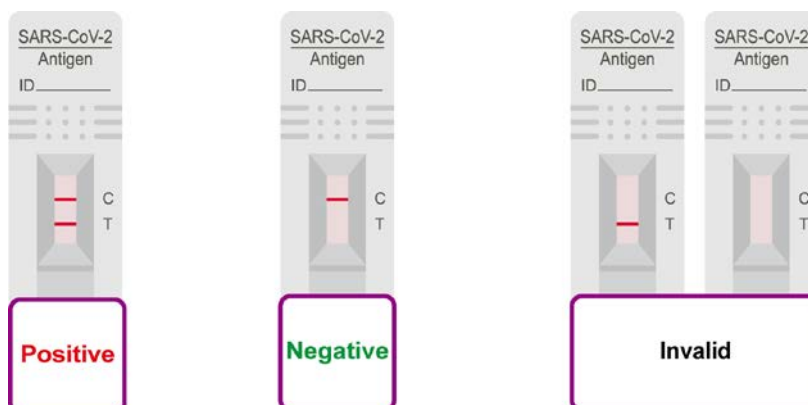 SARS-CoV-2
Antigen
ID
C
T
Positive
SARS-CoV-2
Antigen
ID
C
T
Negative
SARS-CoV-2
Antigen
ID
C
T
SARS-CoV-2
Antigen
ID
C
T
Invalid